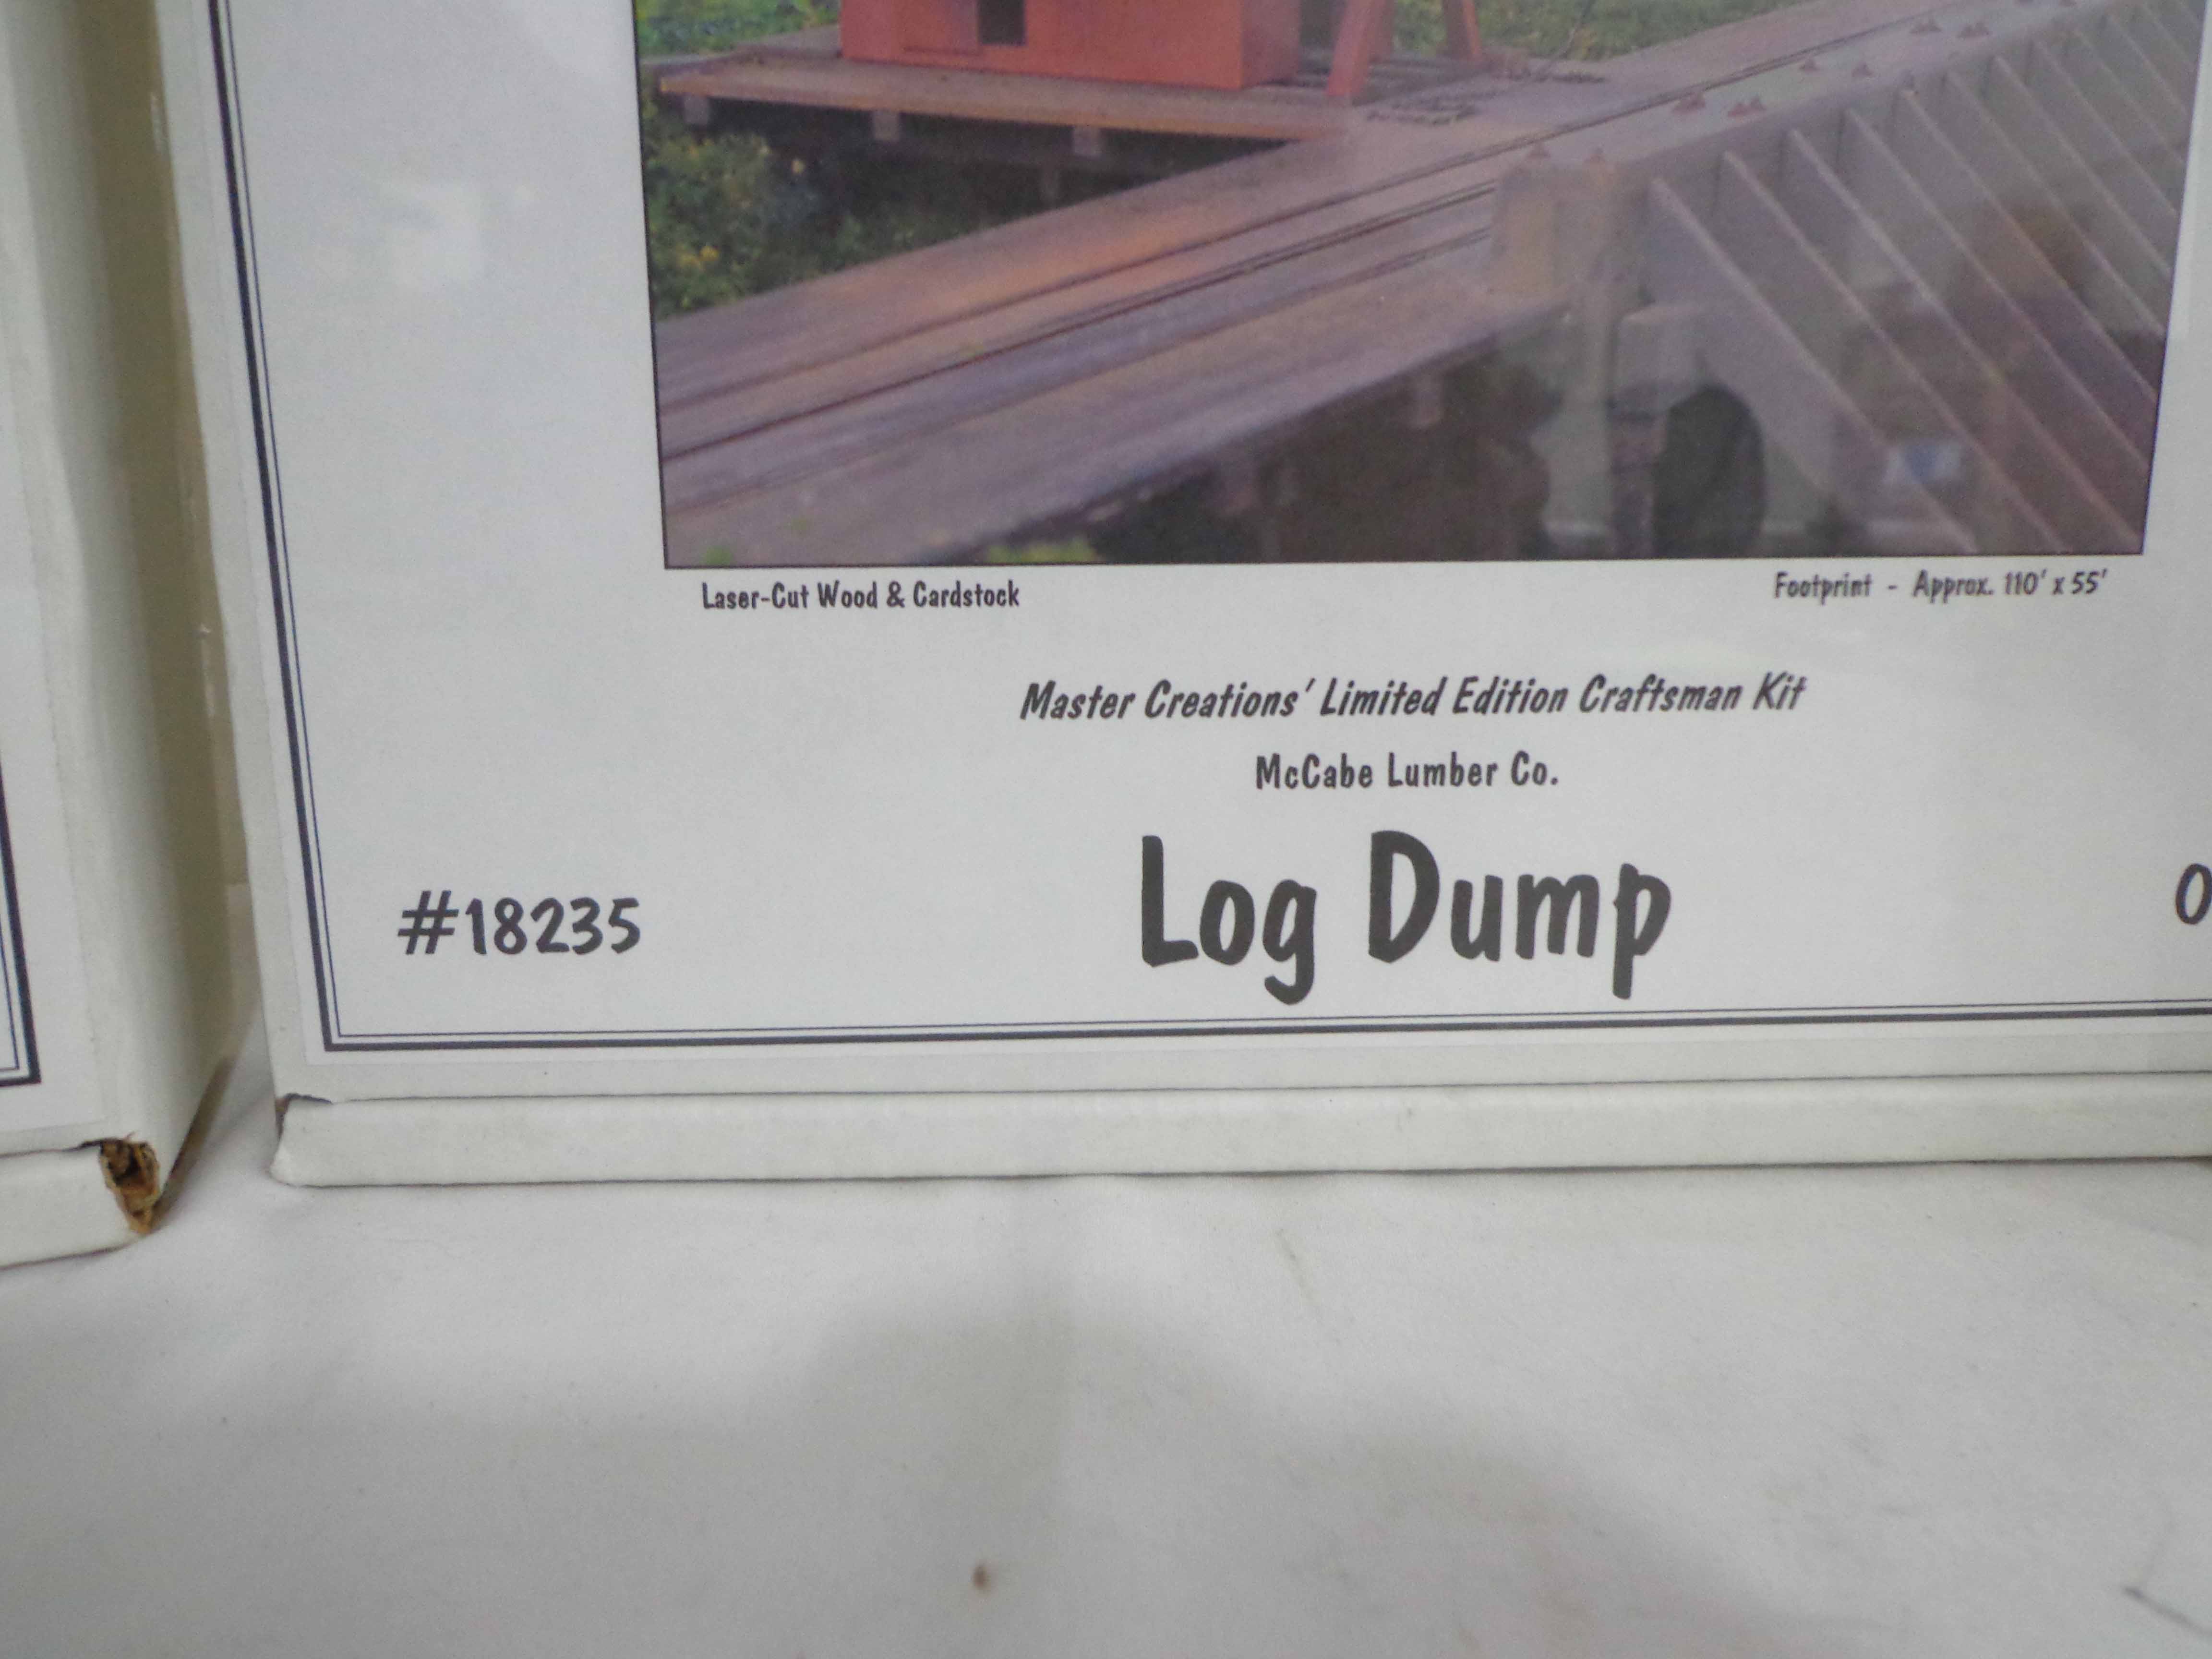 Laser-Cut Wood & Cardstock
Footprint - Approx. 110' x 55'
Master Creations' Limited Edition Craftsman Kit
McCabe Lumber Co.
Log Dump
#18235